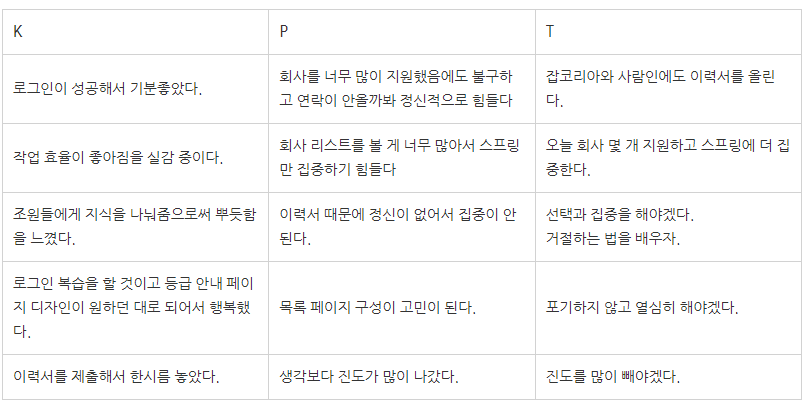 K
P
T
로그인이 성공해서 기분좋았다.
회사를 너무 많이 지원했음에도 불구하
고 연락이 안올까봐 정신적으로 힘들다
잡코리아와 사람인에도 이력서를 올린
다.
작업 효율이 좋아짐을 실감 중이다.
회사 리스트를 볼 게 너무 많아서 스프링
만 집중하기 힘들다
오늘 회사 몇 개 지원하고 스프링에 더 집
중한다.
조원들에게 지식을 나눠줌으로써 뿌듯함
을 느꼈다.
이력서 때문에 정신이 없어서 집중이 안
된다.
선택과 집중을 해야겠다.
거절하는 법을 배우자.
로그인 복습을 할 것이고 등급 안내 페이
지 디자인이 원하던 대로 되어서 행복했
다.
목록 페이지 구성이 고민이 된다.
포기하지 않고 열심히 해야겠다.
이력서를 제출해서 한시름 놓았다.
생각보다 진도가 많이 나갔다.
진도를 많이 빼야겠다.